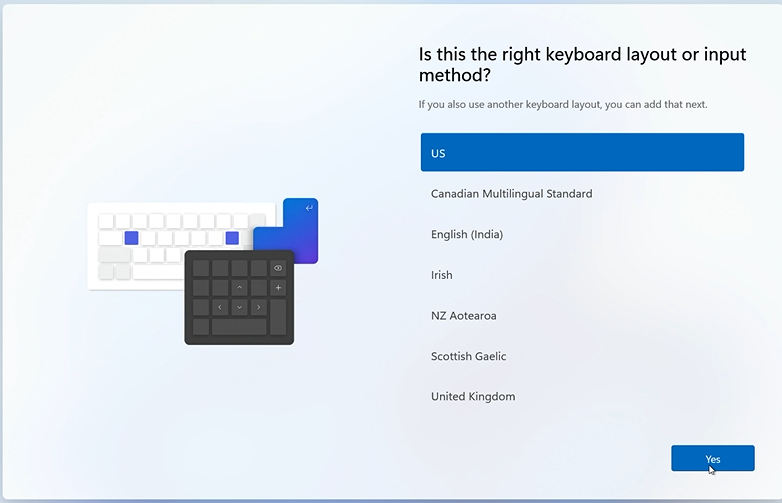 Is this the right keyboard layout or input
method?
If you also use another keyboard layout, you can add that next.
US
Canadian Multilingual Standard
English (India)
Irish
NZ Aotearoa
Scottish Gaelic
United Kingdom
Yes